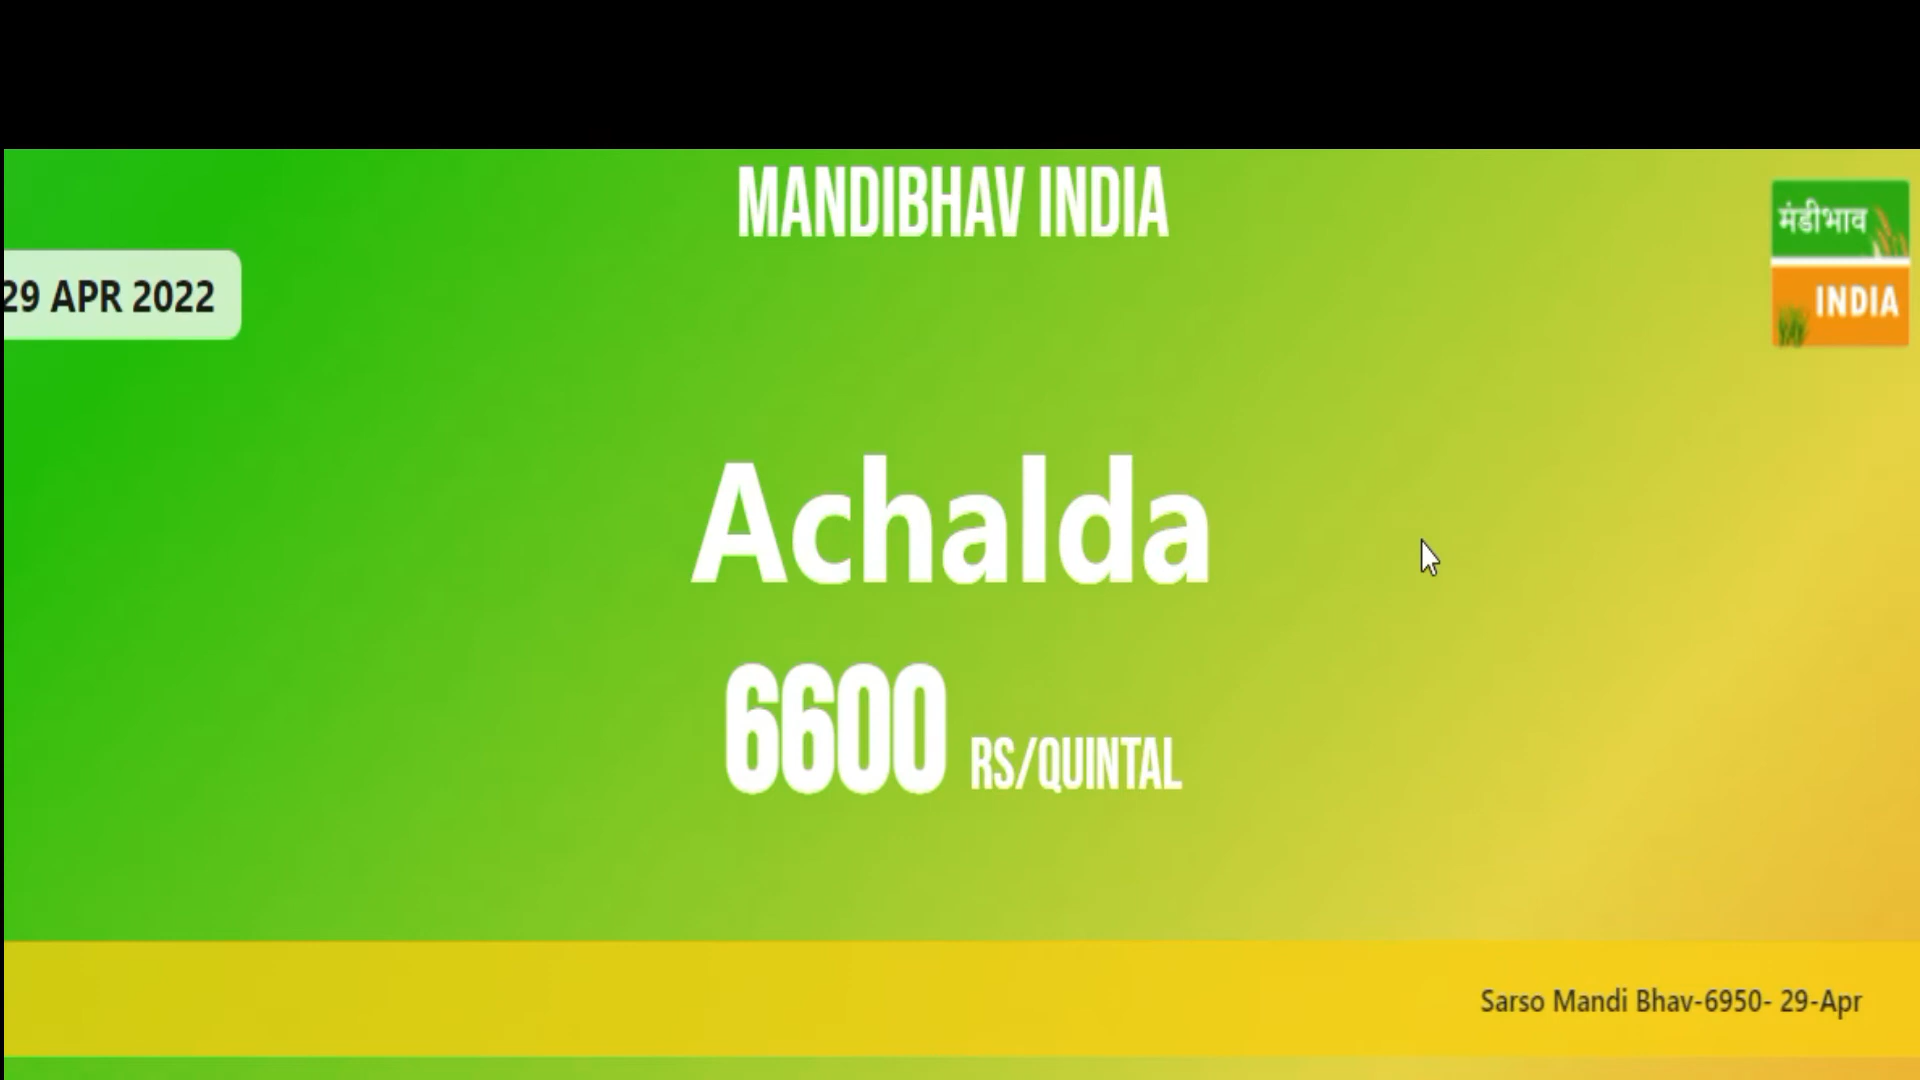 MANDIBHAV INDIA
मंडीभाव
INDIA
29 APR 2022
Achalda
6600 RS/QUINTAL
Sarso Mandi Bhav-6950- 29-Apr